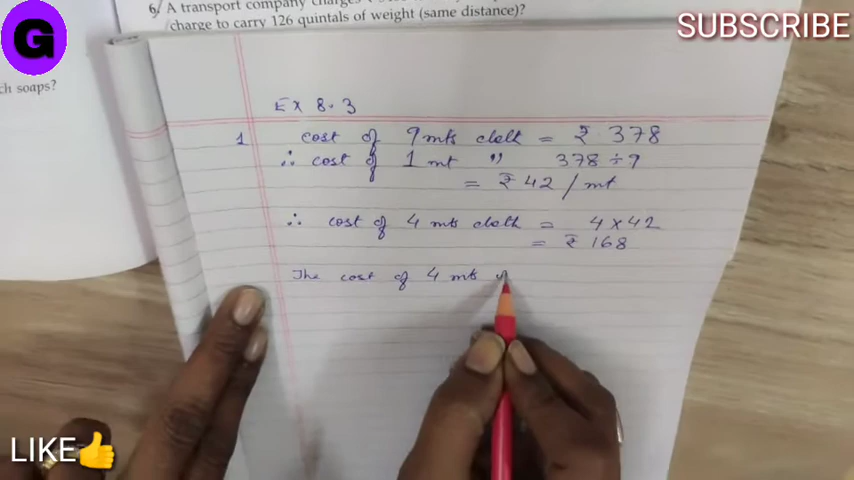 6. A transport company charges
charge to carry 126 quintals of weight (same distance)?
G
SUBSCRIBE
ch soaps?
Ex 8.3
1 cost of 9 mts cloth = ₹ 378
∴ cost of 1 mt " 378 ÷ 9
= ₹ 42 / mt
∴ cost of 4 mts cloth = 4 x 42
= ₹ 168
The cost of 4 mts
LIKE👍